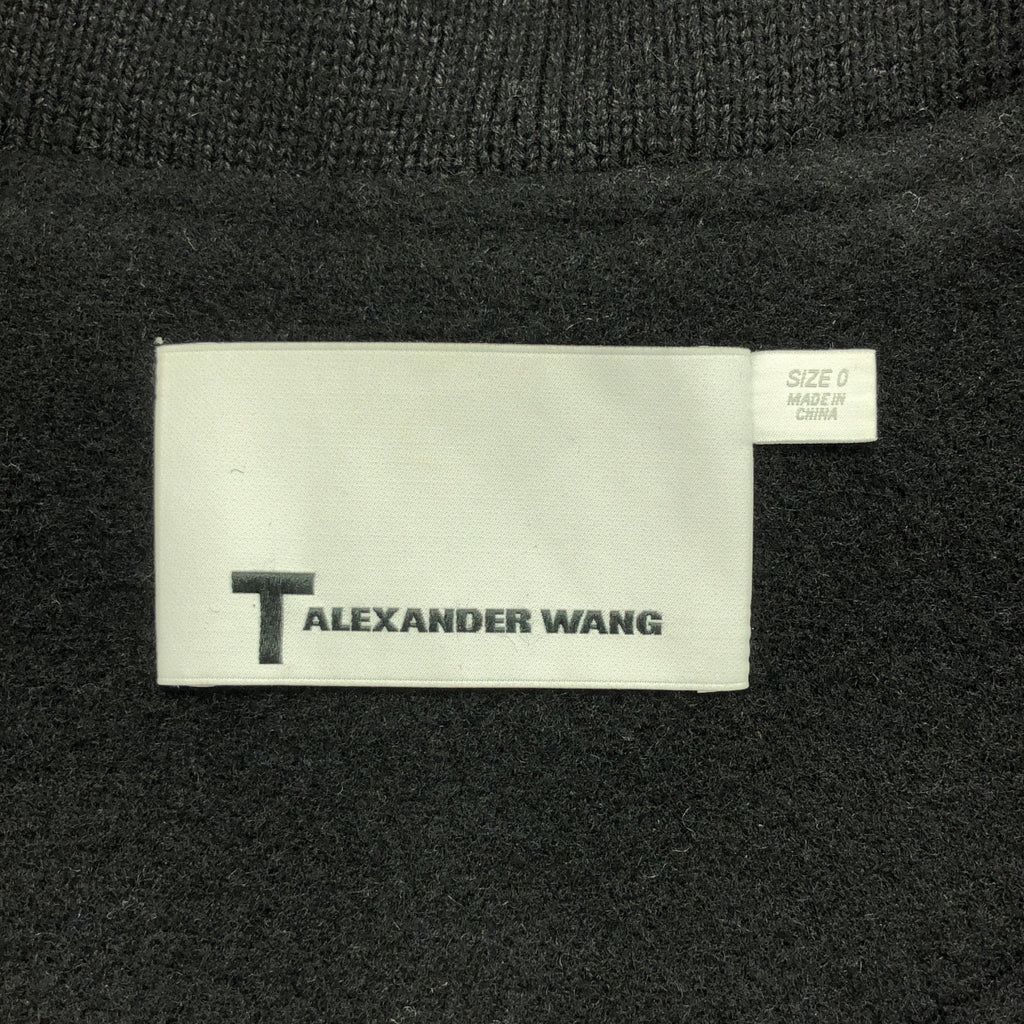 SIZE 0
MADE IN
CHINA
T ALEXANDER WANG